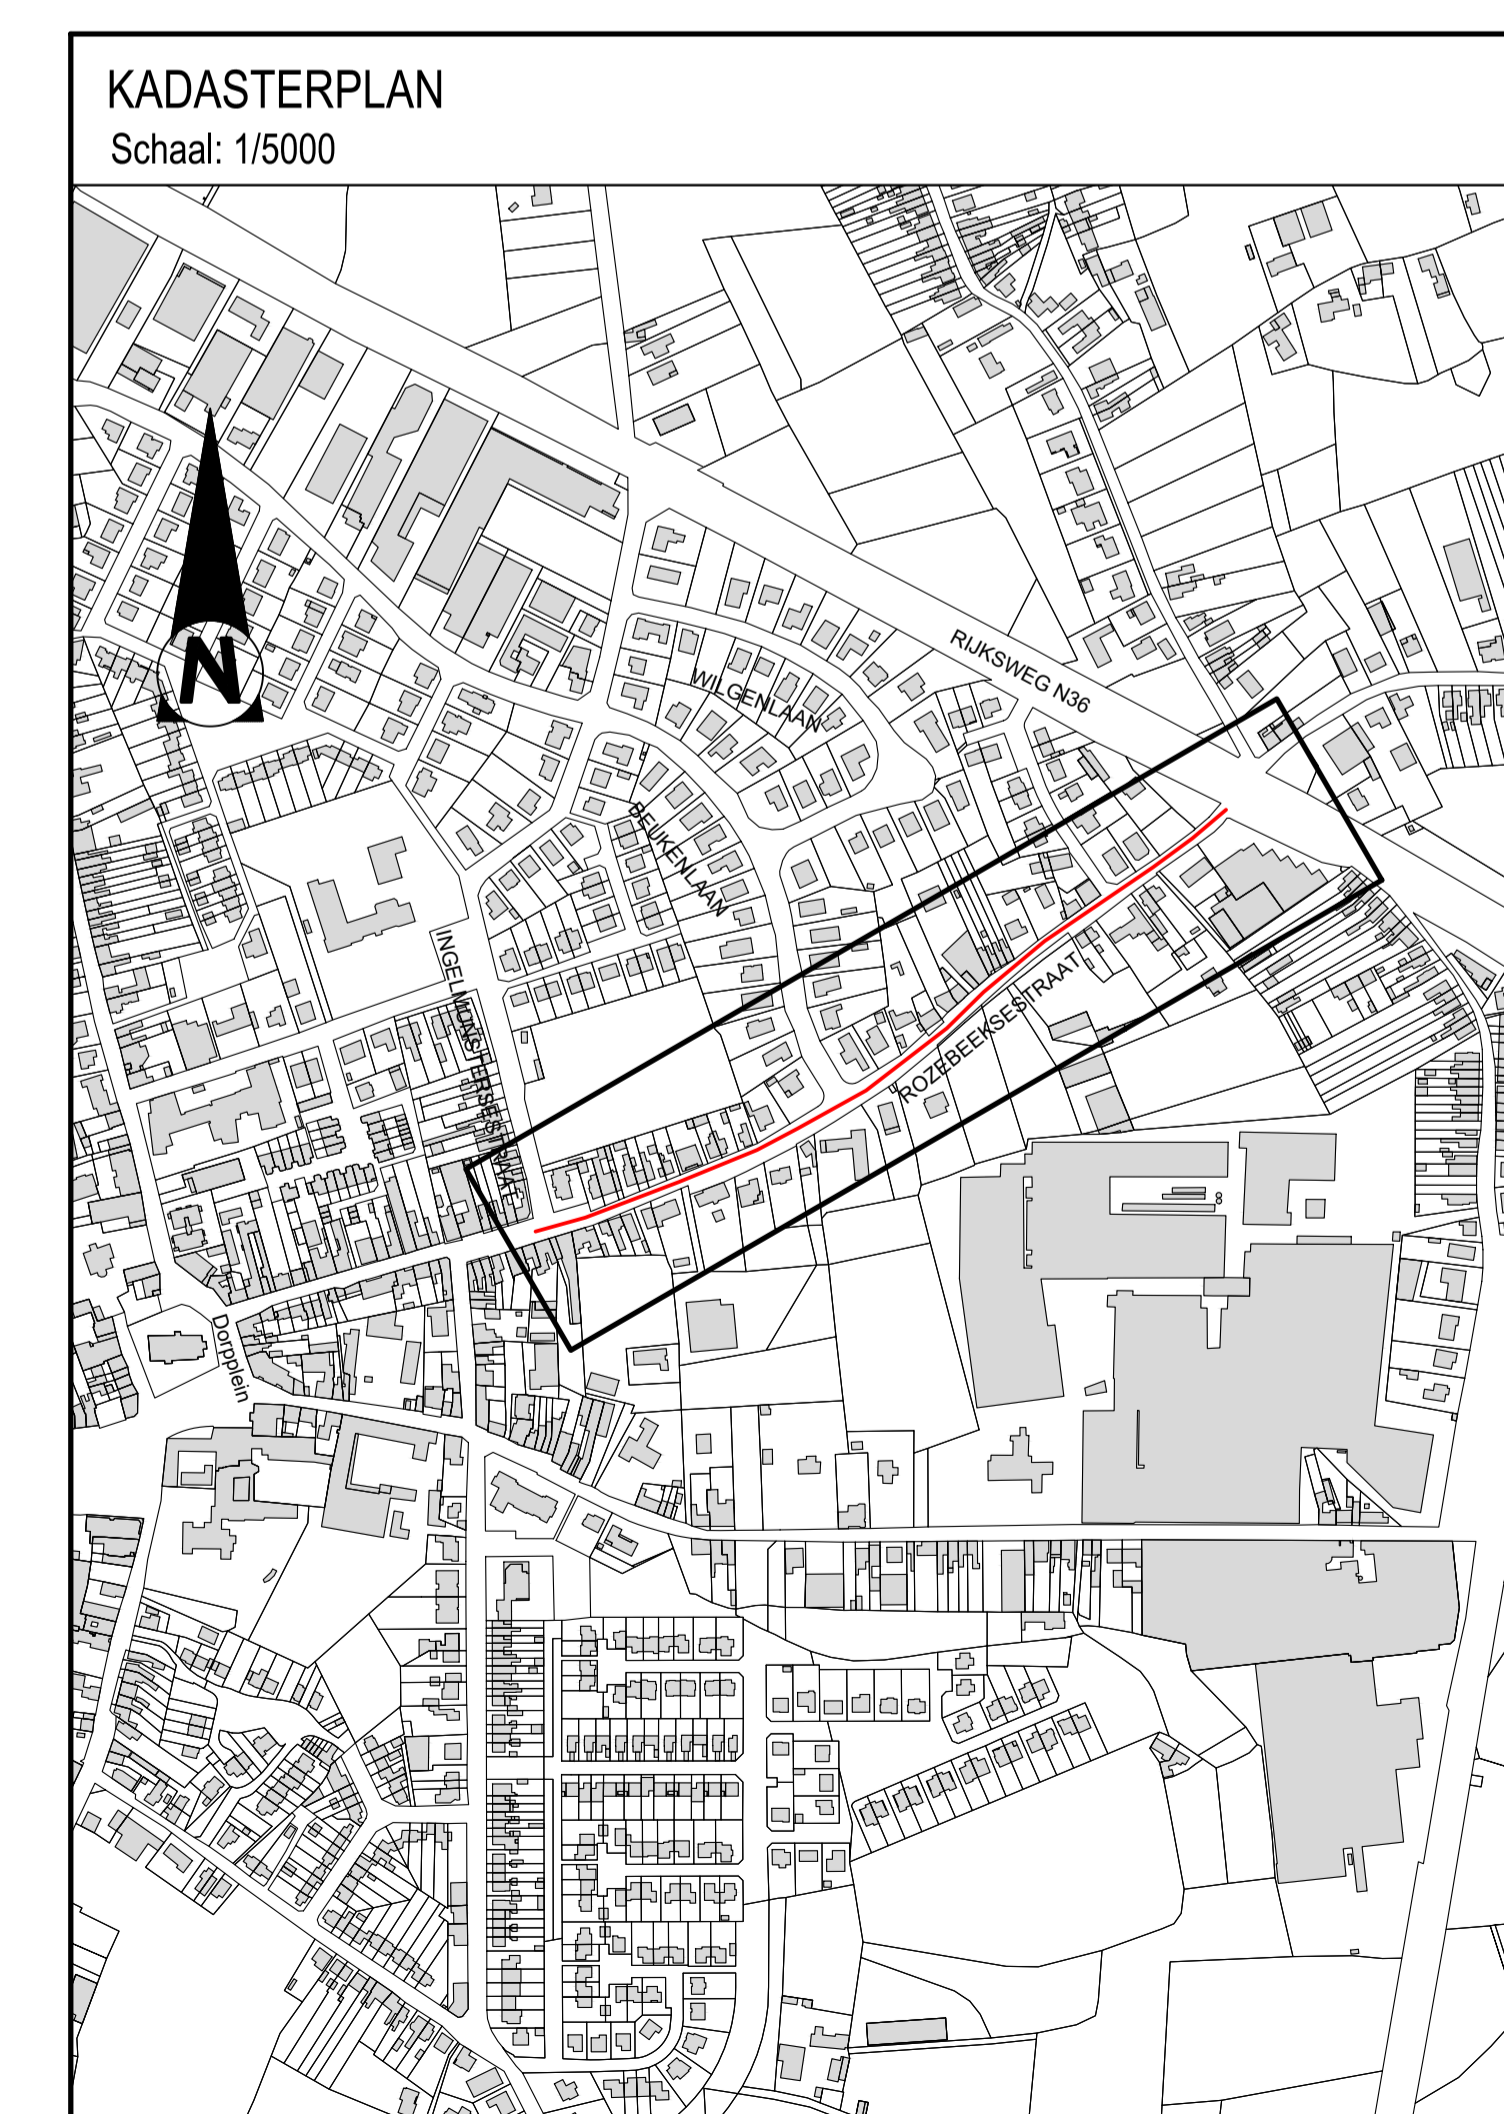 KADASTERPLAN
Schaal: 1/5000
RIJKSWEG N36
WILGENLAAN
BEUKENLAAN
INGELMUNSTERSESTRAAT
ROZEBEEKSESTRAAT
Dorpplein
N